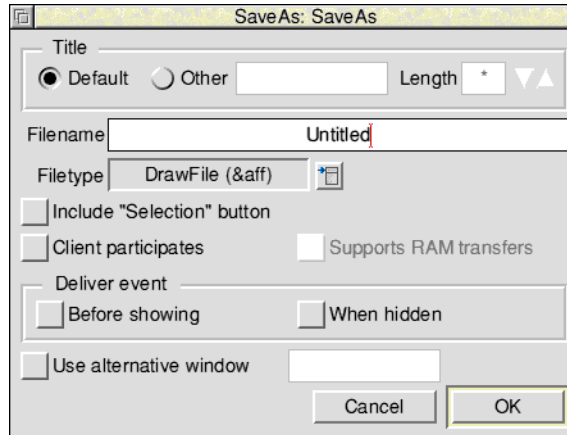 SaveAs: SaveAs
Title
Default Other Length *
Filename Untitled
Filetype DrawFile (&aff)
Include "Selection" button
Client participates Supports RAM transfers
Deliver event
Before showing When hidden
Use alternative window
Cancel OK